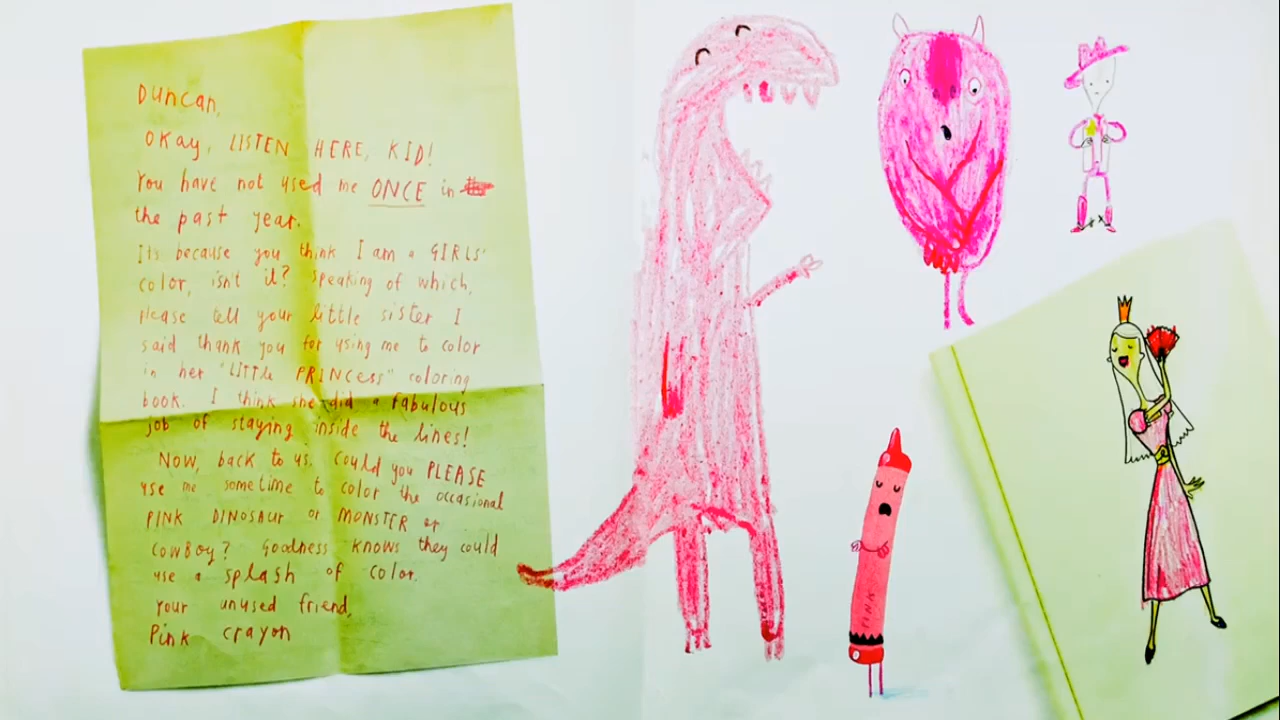 Duncan,
OKay, LISTEN HERE, KID!
You have not used me ONCE in
the past year.
It's because you think I am a GIRLS'
color, isn't it? Speaking of which,
please tell your little sister I
said thank you for using me to color
in her "LITTLE PRINCESS" coloring
book. I think she did a fabulous
job of staying inside the lines!
Now, back to us. Could you PLEASE
use me sometime to color the occasional
PINK DINOSAUR or MONSTER or
COWBOY? Goodness knows they could
use a splash of color.
Your unused friend,
Pink crayon
PINK